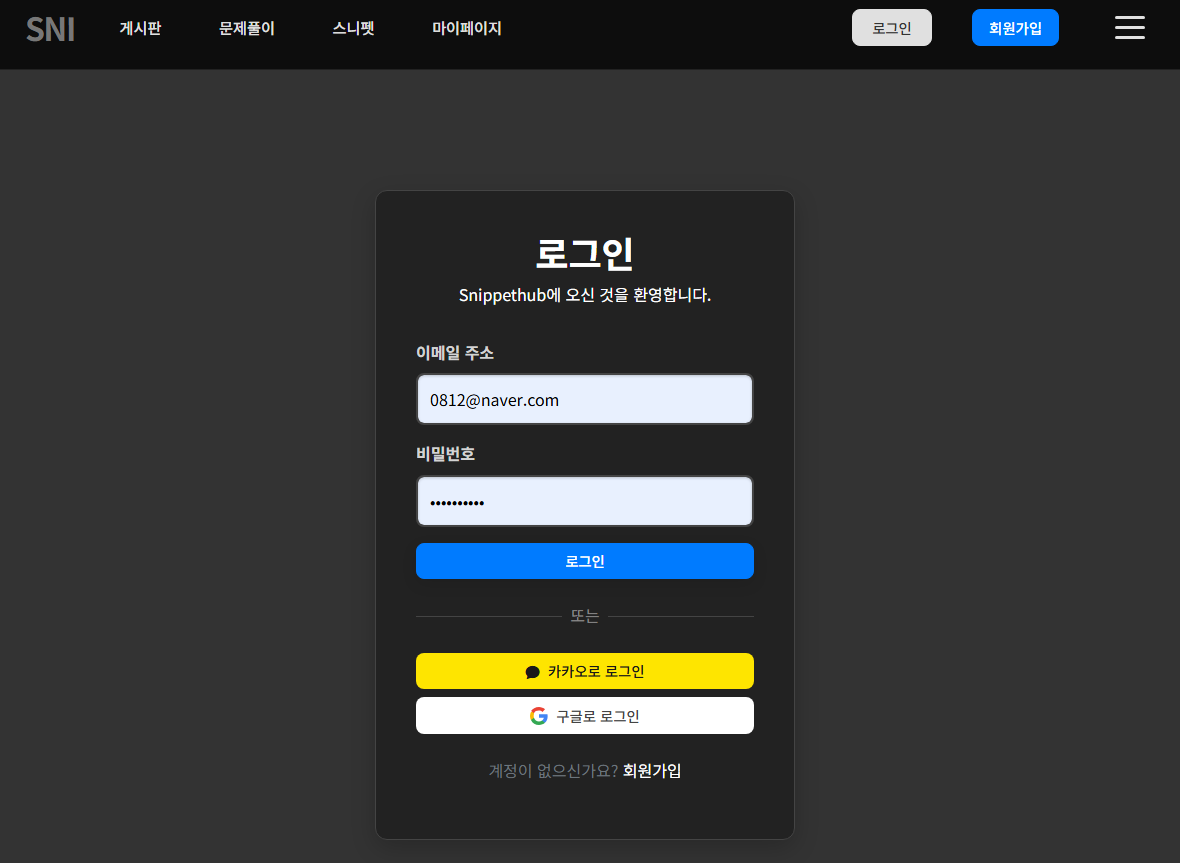 SNI 게시판 문제풀이 스니펫 마이페이지 로그인 회원가입
로그인
Snippethub에 오신 것을 환영합니다.
이메일 주소
0812@naver.com
비밀번호
••••••••••
로그인
또는
카카오로 로그인
구글로 로그인
계정이 없으신가요? 회원가입